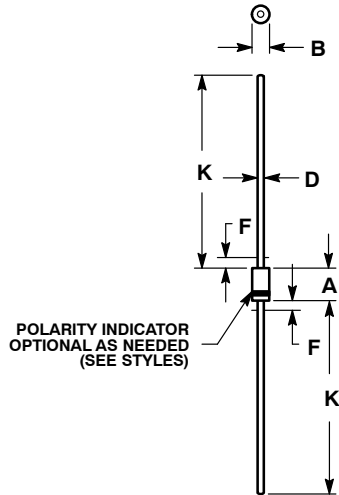 B
K
D
F
A
POLARITY INDICATOR
OPTIONAL AS NEEDED
(SEE STYLES)
F
K